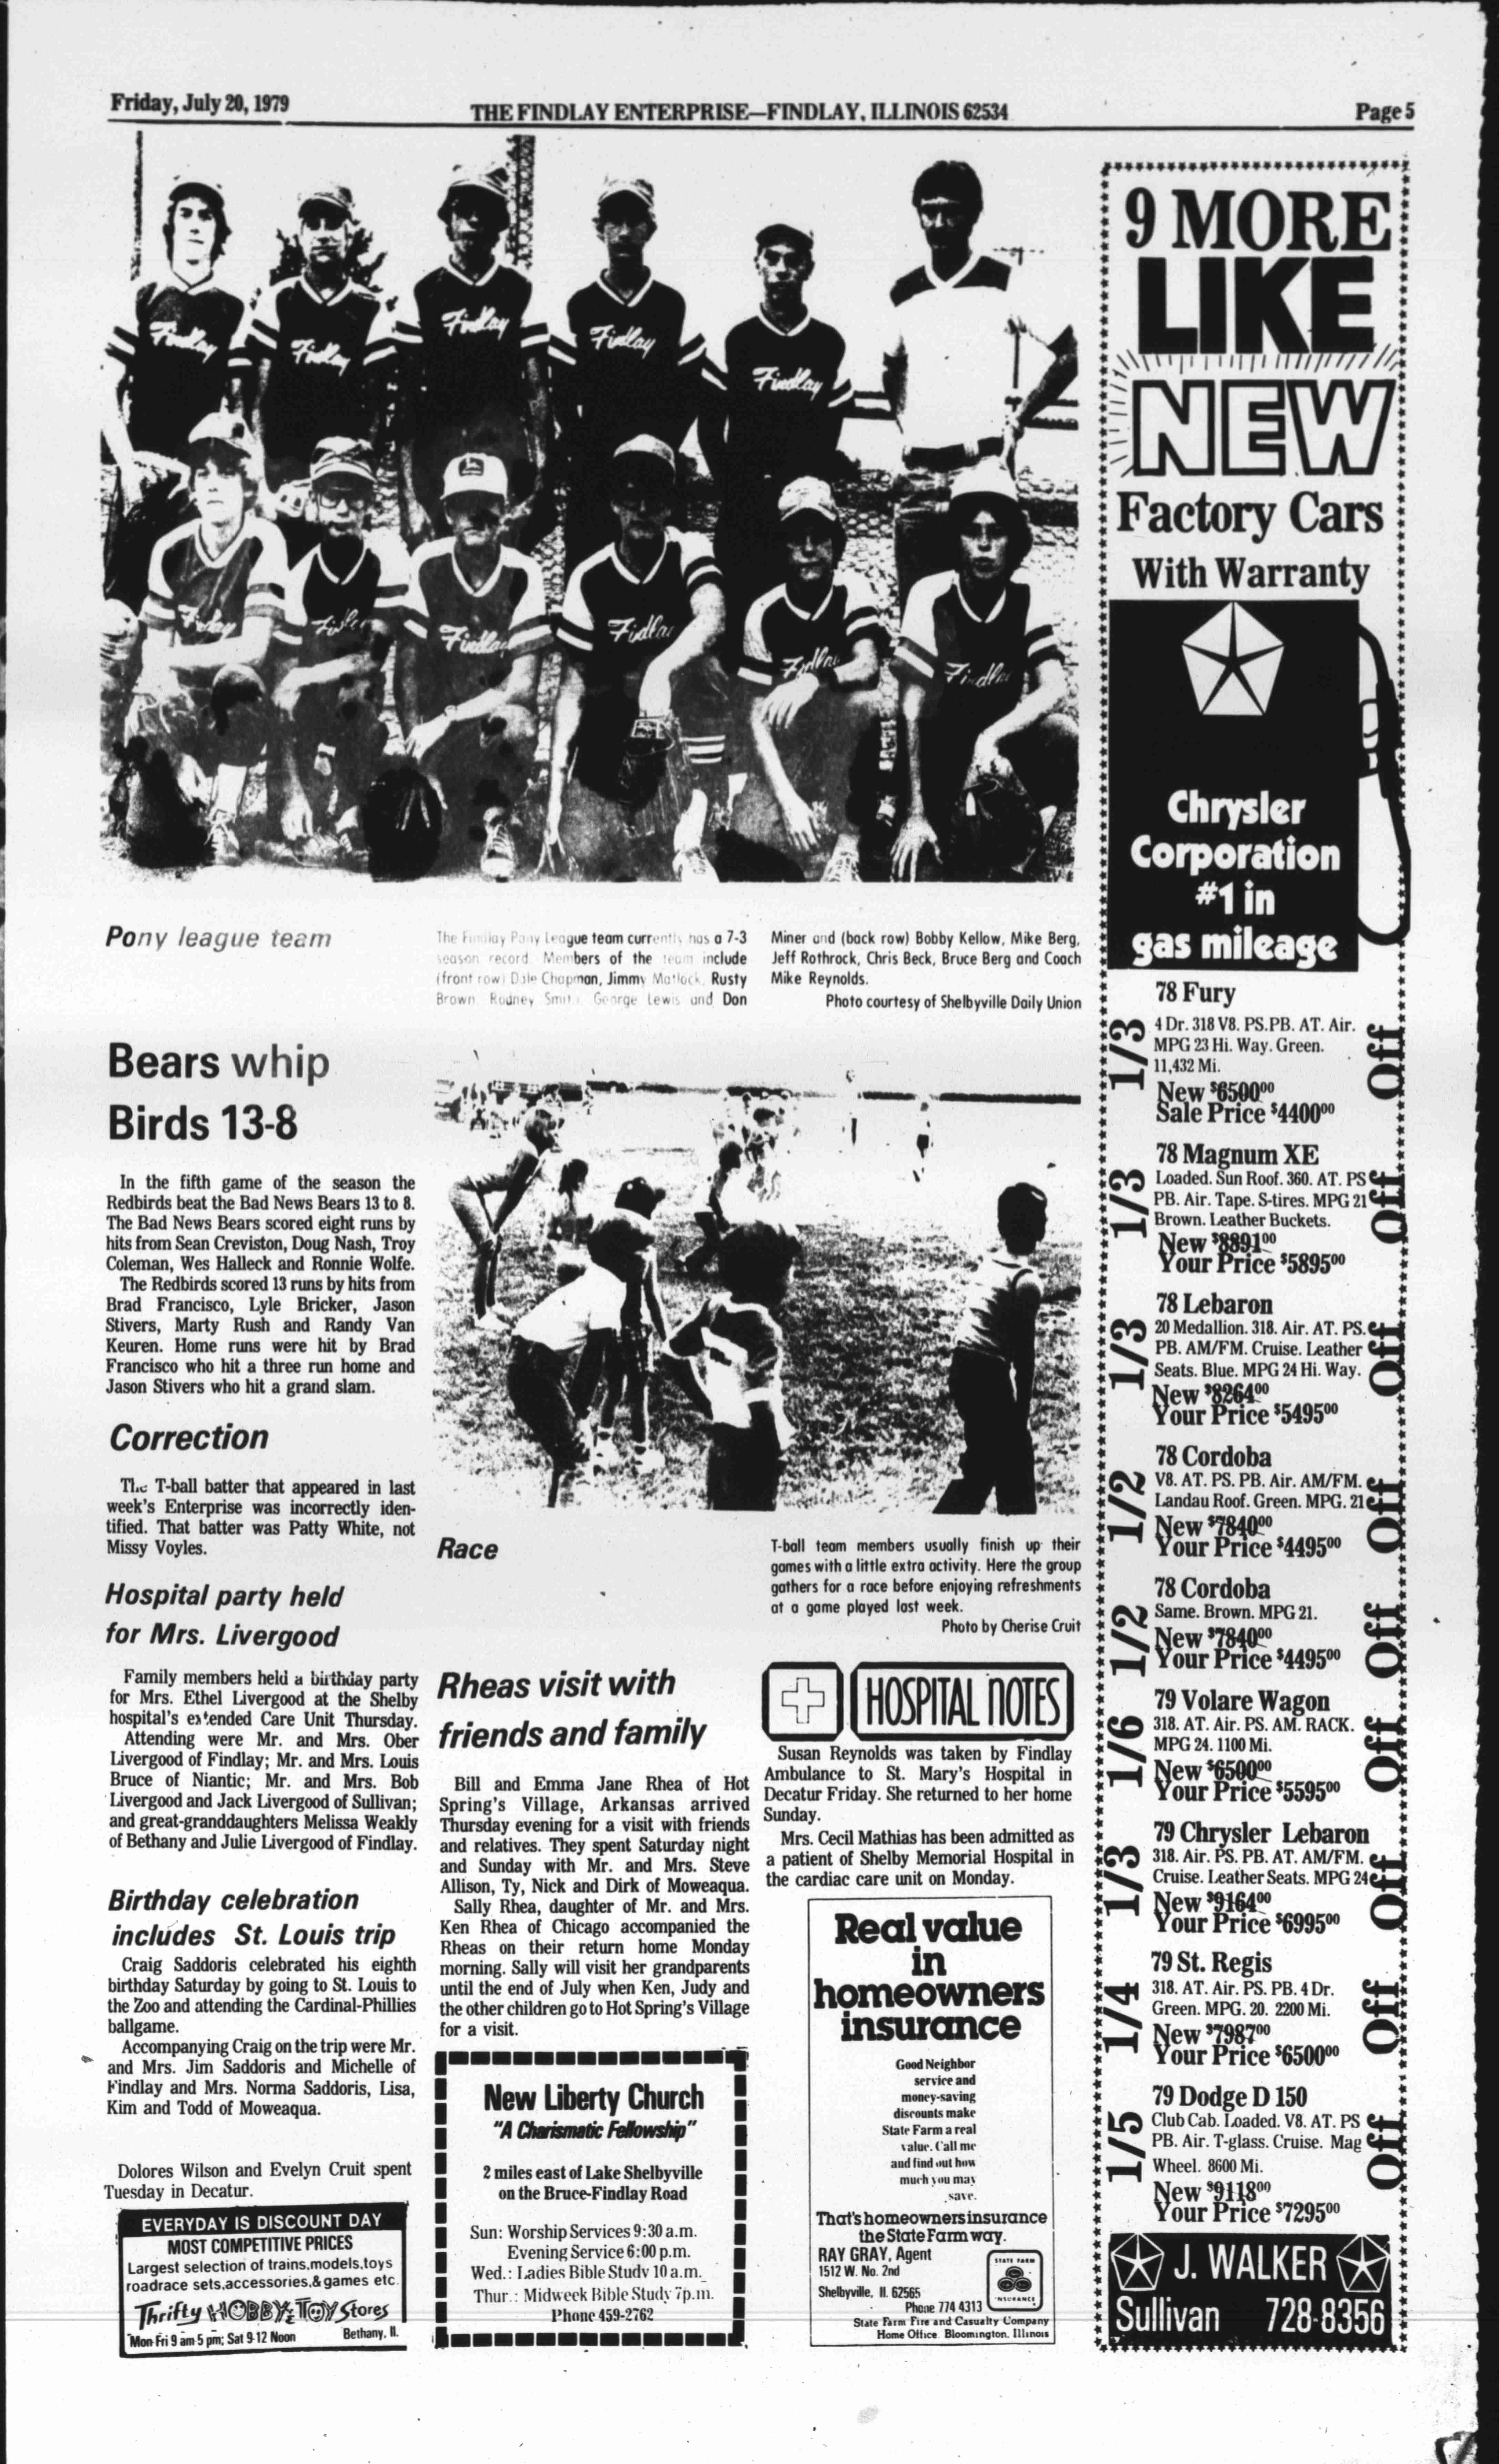 Friday, July 20, 1979
THE FINDLAY ENTERPRISE—FINDLAY, ILLINOIS 62534
Page 5
Findlay
Findlay
Findlay
Findlay
Findlay
Findlay
Findlay
Pony league team
The Findlay Pony League team currently has a 7-3
season record. Members of the team include
(front row) Dale Chapman, Jimmy Matlock, Rusty
Brown, Rodney Smith, George Lewis and Don
Miner and (back row) Bobby Kellow, Mike Berg,
Jeff Rothrock, Chris Beck, Bruce Berg and Coach
Mike Reynolds.
Photo courtesy of Shelbyville Daily Union
Bears whip
Birds 13-8
In the fifth game of the season the
Redbirds beat the Bad News Bears 13 to 8.
The Bad News Bears scored eight runs by
hits from Sean Creviston, Doug Nash, Troy
Coleman, Wes Halleck and Ronnie Wolfe.
The Redbirds scored 13 runs by hits from
Brad Francisco, Lyle Bricker, Jason
Stivers, Marty Rush and Randy Van
Keuren. Home runs were hit by Brad
Francisco who hit a three run home and
Jason Stivers who hit a grand slam.
Correction
The T-ball batter that appeared in last
week's Enterprise was incorrectly iden-
tified. That batter was Patty White, not
Missy Voyles.
Hospital party held
for Mrs. Livergood
Family members held a birthday party
for Mrs. Ethel Livergood at the Shelby
hospital's extended Care Unit Thursday.
Attending were Mr. and Mrs. Ober
Livergood of Findlay; Mr. and Mrs. Louis
Bruce of Niantic; Mr. and Mrs. Bob
Livergood and Jack Livergood of Sullivan;
and great-granddaughters Melissa Weakly
of Bethany and Julie Livergood of Findlay.
Birthday celebration
includes St. Louis trip
Craig Saddoris celebrated his eighth
birthday Saturday by going to St. Louis to
the Zoo and attending the Cardinal-Phillies
ballgame.
Accompanying Craig on the trip were Mr.
and Mrs. Jim Saddoris and Michelle of
Findlay and Mrs. Norma Saddoris, Lisa,
Kim and Todd of Moweaqua.
Dolores Wilson and Evelyn Cruit spent
Tuesday in Decatur.
EVERYDAY IS DISCOUNT DAY
MOST COMPETITIVE PRICES
Largest selection of trains,models,toys
roadrace sets,accessories,&games etc.
Thrifty HOBBY & TOY Stores
Mon-Fri 9 am-5 pm; Sat 9-12 Noon
Bethany, Il.
Race
T-ball team members usually finish up their
games with a little extra activity. Here the group
gathers for a race before enjoying refreshments
at a game played last week.
Photo by Cherise Cruit
Rheas visit with
friends and family
Bill and Emma Jane Rhea of Hot
Spring's Village, Arkansas arrived
Thursday evening for a visit with friends
and relatives. They spent Saturday night
and Sunday with Mr. and Mrs. Steve
Allison, Ty, Nick and Dirk of Moweaqua.
Sally Rhea, daughter of Mr. and Mrs.
Ken Rhea of Chicago accompanied the
Rheas on their return home Monday
morning. Sally will visit her grandparents
until the end of July when Ken, Judy and
the other children go to Hot Spring's Village
for a visit.
New Liberty Church
"A Charismatic Fellowship"
2 miles east of Lake Shelbyville
on the Bruce-Findlay Road
Sun: Worship Services 9:30 a.m.
Evening Service 6:00 p.m.
Wed.: Ladies Bible Study 10 a.m.
Thur.: Midweek Bible Study 7p.m.
Phone 459-2762
HOSPITAL NOTES
Susan Reynolds was taken by Findlay
Ambulance to St. Mary's Hospital in
Decatur Friday. She returned to her home
Sunday.
Mrs. Cecil Mathias has been admitted as
a patient of Shelby Memorial Hospital in
the cardiac care unit on Monday.
Real value
in
homeowners
insurance
Good Neighbor
service and
money-saving
discounts make
State Farm a real
value. Call me
and find out how
much you may
save.
That's homeowners insurance
the State Farm way.
RAY GRAY, Agent
1512 W. No. 2nd
Shelbyville, Il. 62565
Phone 774 4313
STATE FARM
INSURANCE
State Farm Fire and Casualty Company
Home Office Bloomington, Illinois
9 MORE
LIKE
NEW
Factory Cars
With Warranty
Chrysler
Corporation
#1 in
gas mileage
78 Fury
1/3 Off
4 Dr. 318 V8. PS.PB. AT. Air.
MPG 23 Hi. Way. Green.
11,432 Mi.
New $6500⁰⁰
Sale Price $4400⁰⁰
78 Magnum XE
1/3 Off
Loaded. Sun Roof. 360. AT. PS
PB. Air. Tape. S-tires. MPG 21
Brown. Leather Buckets.
New $8891⁰⁰
Your Price $5895⁰⁰
78 Lebaron
1/3 Off
20 Medallion. 318. Air. AT. PS.
PB. AM/FM. Cruise. Leather
Seats. Blue. MPG 24 Hi. Way.
New $8264⁰⁰
Your Price $5495⁰⁰
78 Cordoba
1/2 Off
V8. AT. PS. PB. Air. AM/FM.
Landau Roof. Green. MPG. 21
New $7840⁰⁰
Your Price $4495⁰⁰
78 Cordoba
1/2 Off
Same. Brown. MPG 21.
New $7840⁰⁰
Your Price $4495⁰⁰
79 Volare Wagon
1/6 Off
318. AT. Air. PS. AM. RACK.
MPG 24. 1100 Mi.
New $6500⁰⁰
Your Price $5595⁰⁰
79 Chrysler Lebaron
1/3 Off
318. Air. PS. PB. AT. AM/FM.
Cruise. Leather Seats. MPG 24
New $9164⁰⁰
Your Price $6995⁰⁰
79 St. Regis
1/4 Off
318. AT. Air. PS. PB. 4 Dr.
Green. MPG. 20. 2200 Mi.
New $7987⁰⁰
Your Price $6500⁰⁰
79 Dodge D 150
1/5 Off
Club Cab. Loaded. V8. AT. PS
PB. Air. T-glass. Cruise. Mag
Wheel. 8600 Mi.
New $9118⁰⁰
Your Price $7295⁰⁰
J. WALKER
Sullivan 728-8356